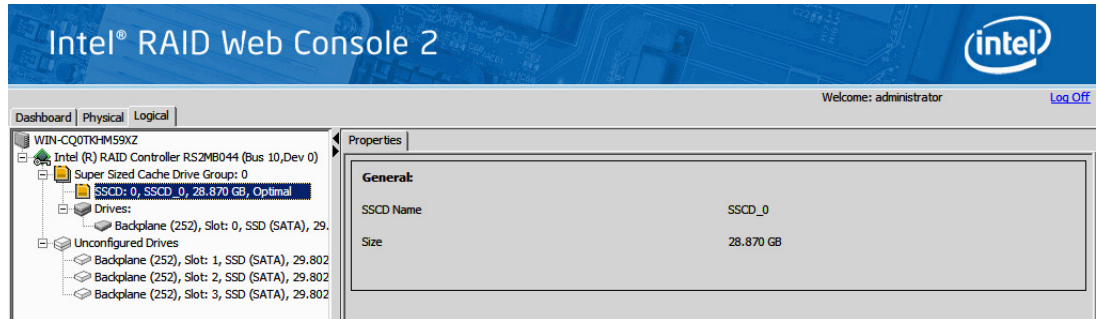 Intel® RAID Web Console 2
intel
Welcome: administrator
Log Off
Dashboard
Physical
Logical
WIN-CQ0TKHM59XZ
Intel (R) RAID Controller RS2MB044 (Bus 10,Dev 0)
Super Sized Cache Drive Group: 0
SSCD: 0, SSCD_0, 28.870 GB, Optimal
Drives:
Backplane (252), Slot: 0, SSD (SATA), 29.
Unconfigured Drives
Backplane (252), Slot: 1, SSD (SATA), 29.802
Backplane (252), Slot: 2, SSD (SATA), 29.802
Backplane (252), Slot: 3, SSD (SATA), 29.802
Properties
General:
SSCD Name SSCD_0
Size 28.870 GB